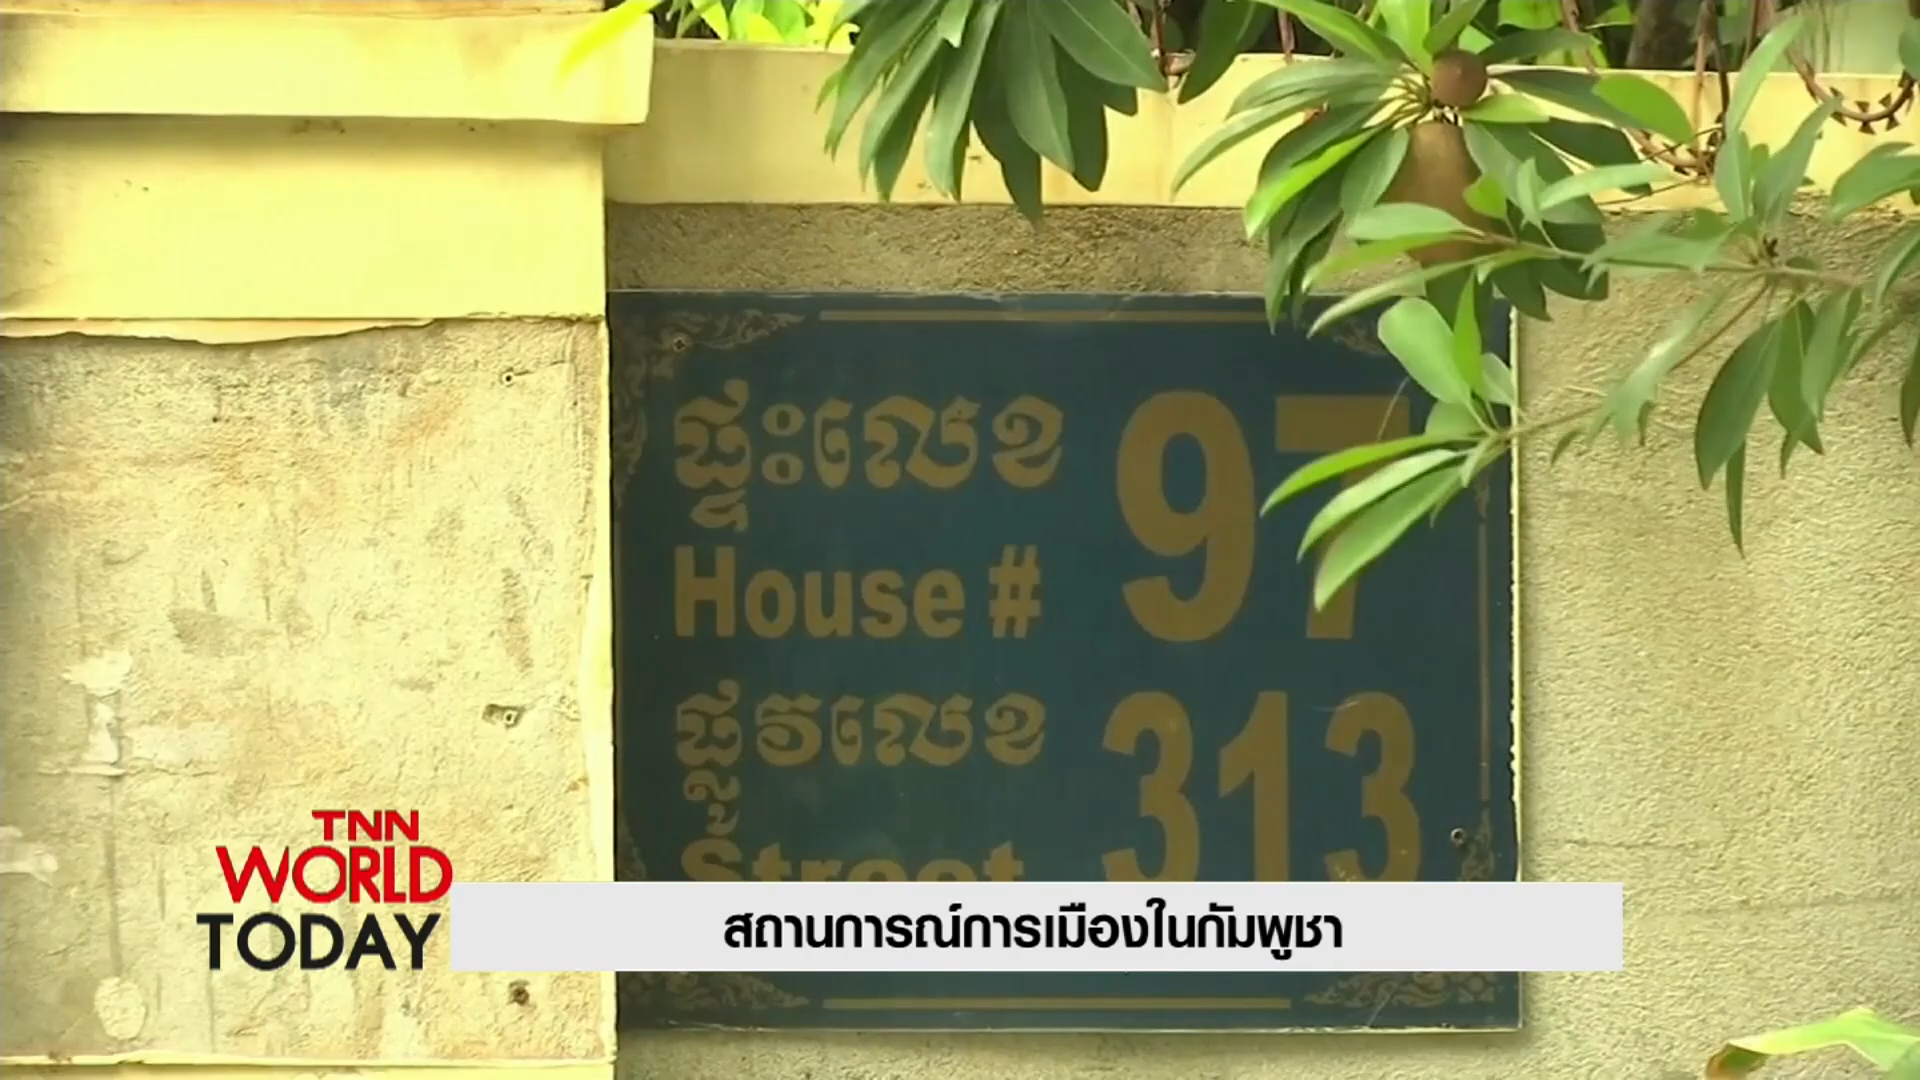 ផ្ទះលេខ 97
House #
ផ្លូវលេខ 313
Street
TNN
WORLD
TODAY
สถานการณ์การเมืองในกัมพูชา